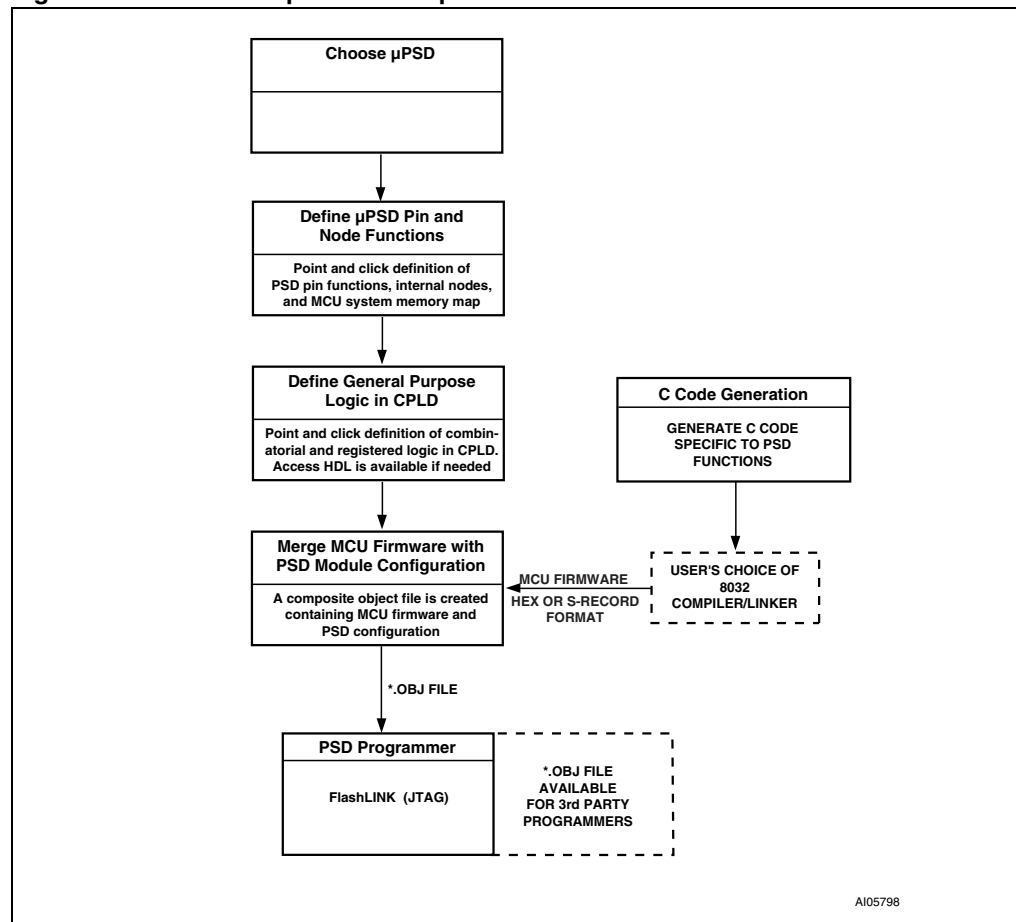 Choose µPSD
Define µPSD Pin and
Node Functions
Point and click definition of
PSD pin functions, internal nodes,
and MCU system memory map
Define General Purpose
Logic in CPLD
Point and click definition of combin-
atorial and registered logic in CPLD.
Access HDL is available if needed
C Code Generation
GENERATE C CODE
SPECIFIC TO PSD
FUNCTIONS
Merge MCU Firmware with
PSD Module Configuration
A composite object file is created
containing MCU firmware and
PSD configuration
MCU FIRMWARE
HEX OR S-RECORD
FORMAT
USER'S CHOICE OF
8032
COMPILER/LINKER
*.OBJ FILE
PSD Programmer
FlashLINK (JTAG)
*.OBJ FILE
AVAILABLE
FOR 3rd PARTY
PROGRAMMERS
AI05798